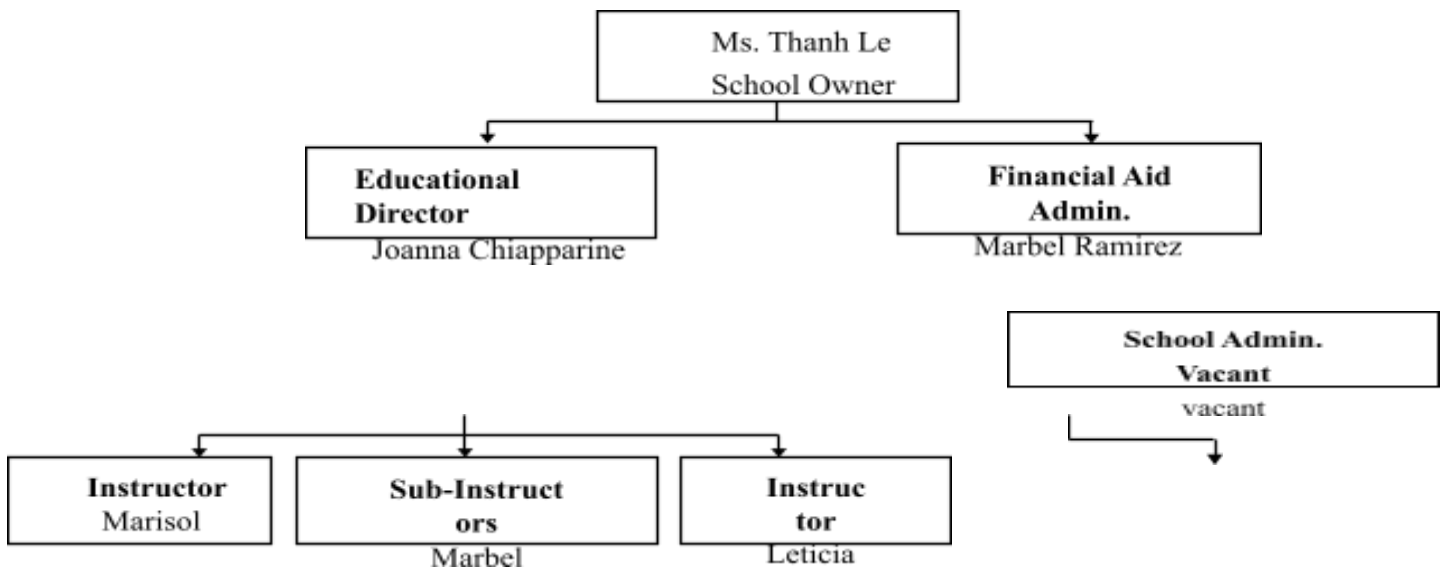 Ms. Thanh Le
School Owner
Educational
Director
Joanna Chiapparine
Financial Aid
Admin.
Marbel Ramirez
School Admin.
Vacant
vacant
Instructor
Marisol
Sub-Instruct
ors
Marbel
Instruc
tor
Leticia